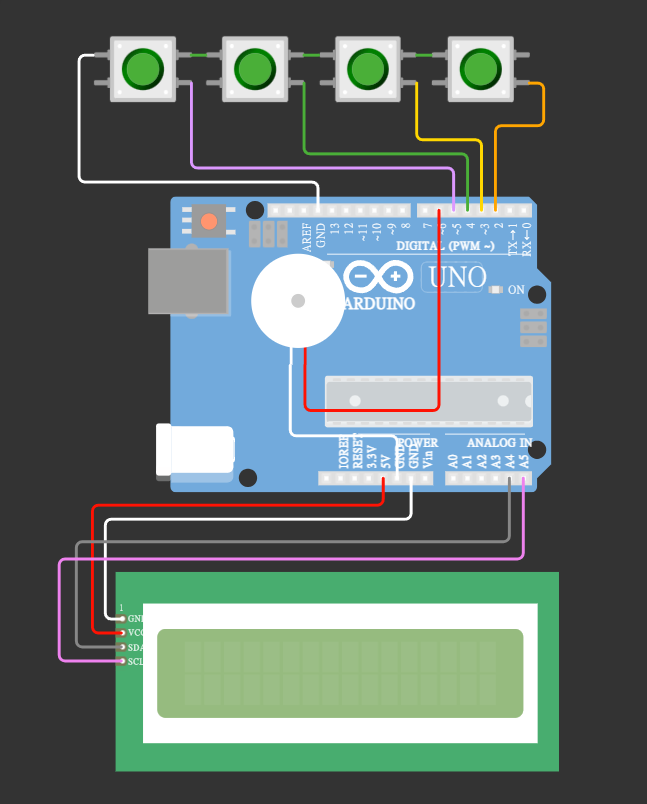 AREF
GND
13
12
~11
~10
~9
8
7
~6
~5
4
~3
2
TX→1
RX←0
DIGITAL (PWM ~)
UNO
ARDUINO
ON
POWER
ANALOG IN
IOREF
RESET
3.3V
5V
GND
GND
Vin
A0
A1
A2
A3
A4
A5
1
GND
VCC
SDA
SCL